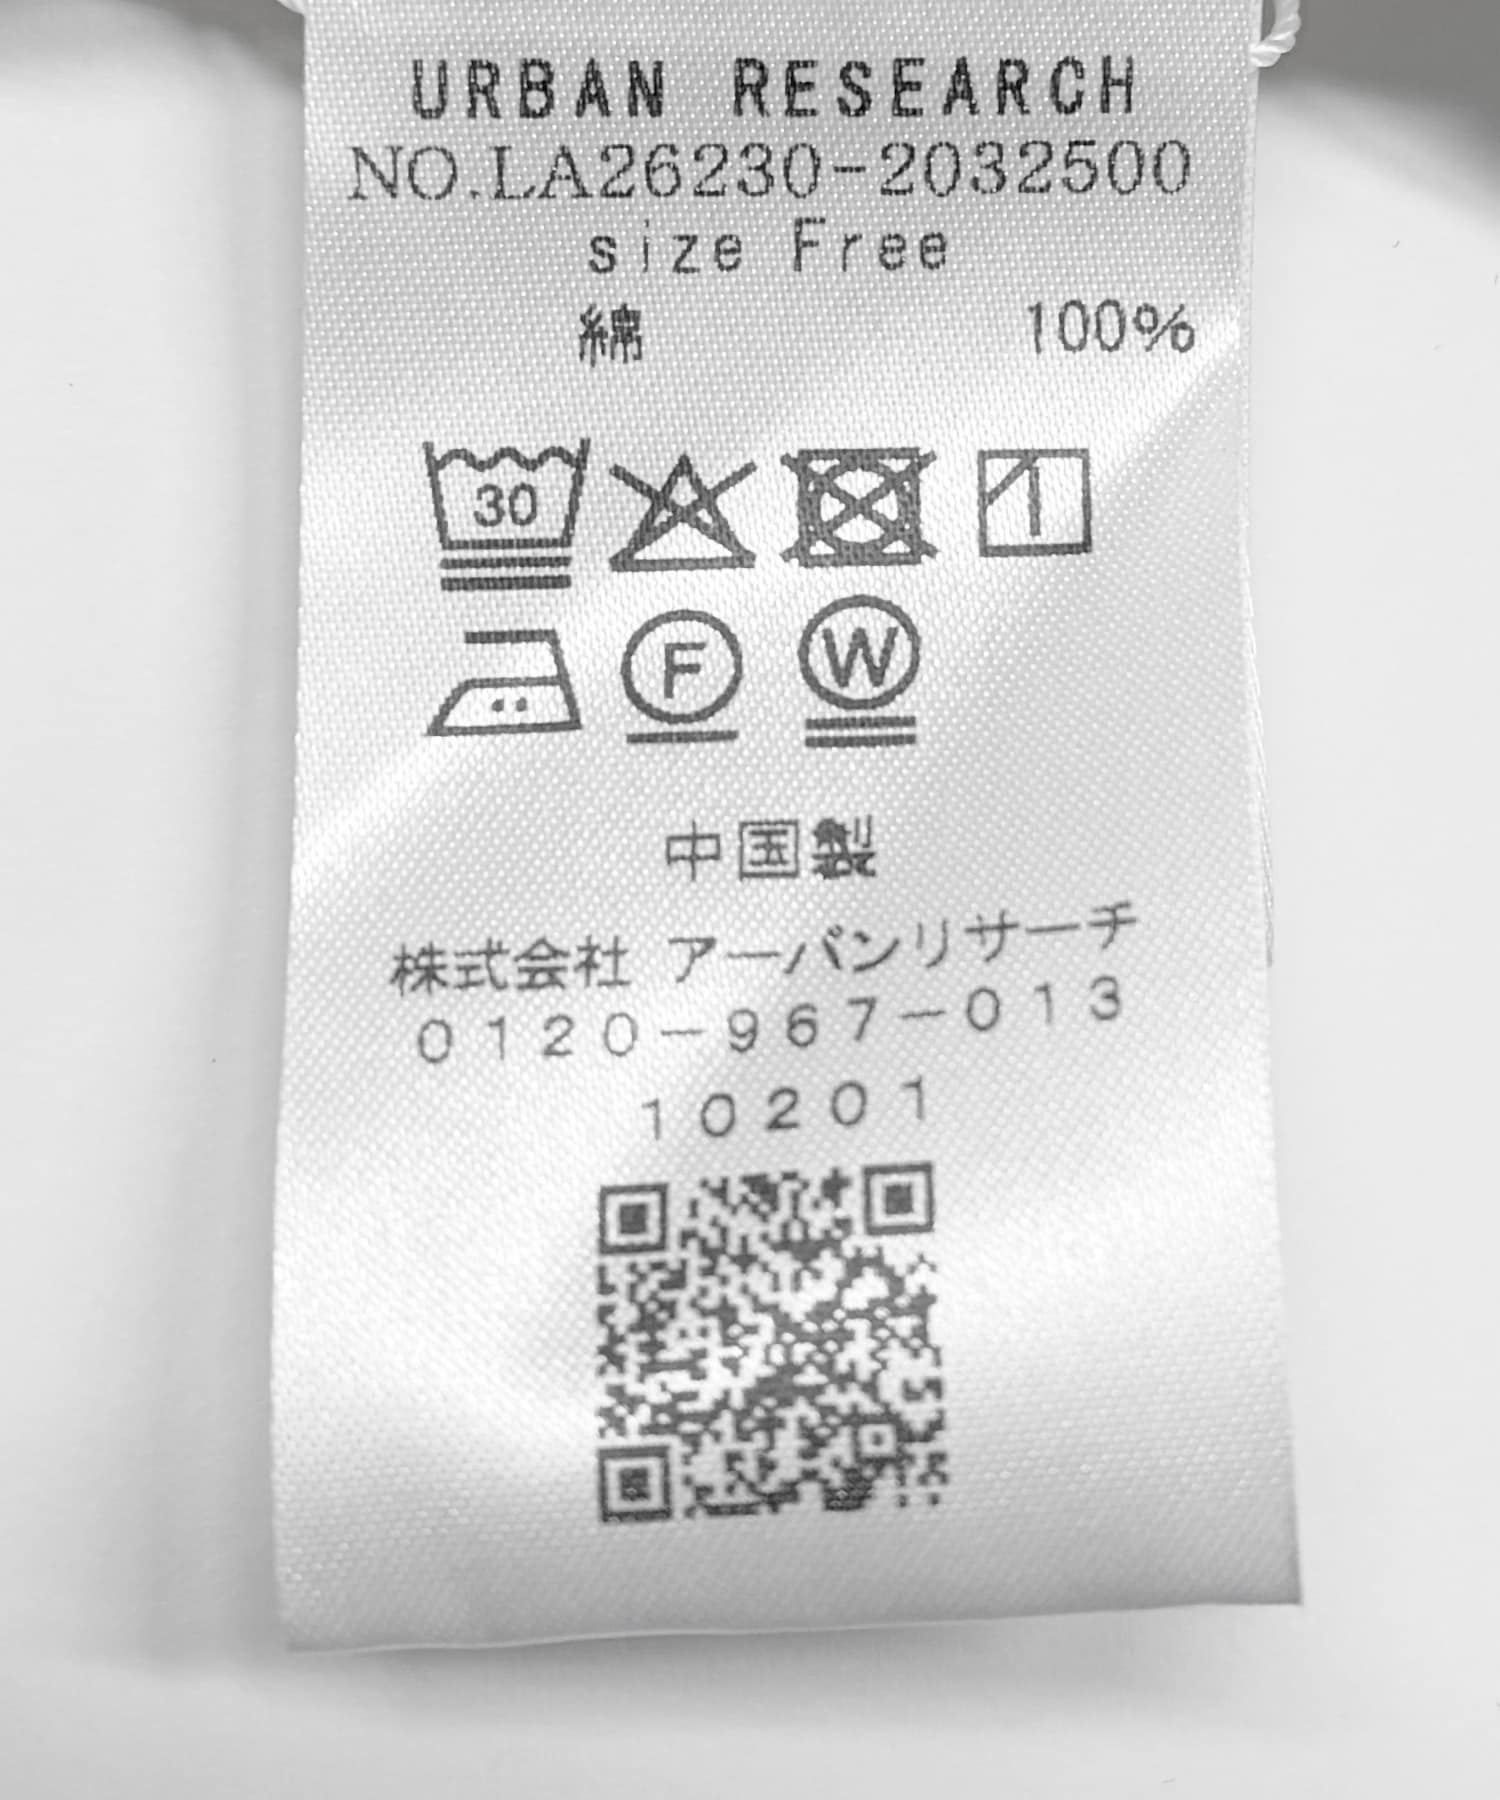 URBAN RESEARCH
NO.LA26230-2032500
size Free
綿 100%
30
F W
中国製
株式会社 アーバンリサーチ
0120-967-013
10201